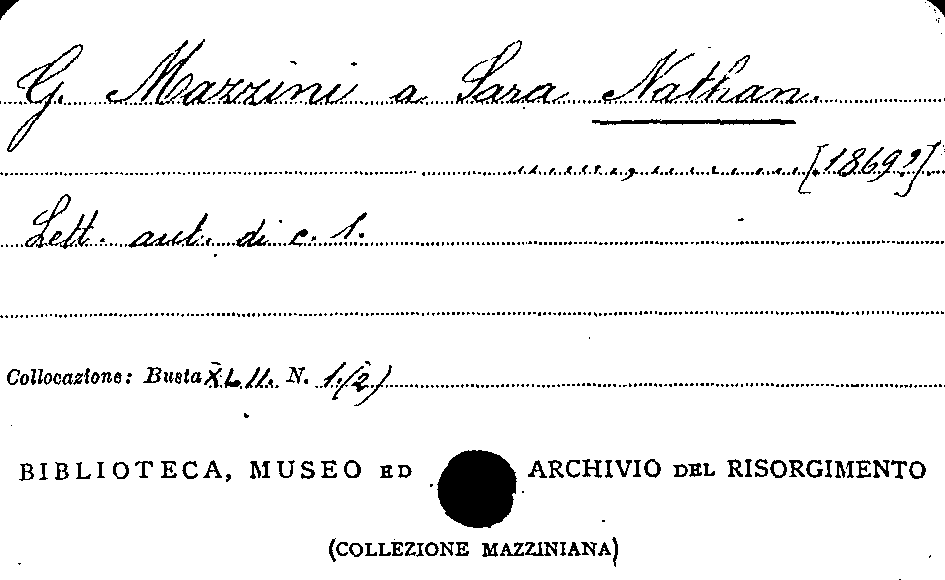 G. Mazzini a Sara Nathan.
........, ............ [1869?]
Lett. aut. di c. 1.
Collocazione: Busta XLII. N. 1.(2)
BIBLIOTECA, MUSEO ED ARCHIVIO DEL RISORGIMENTO
(COLLEZIONE MAZZINIANA)